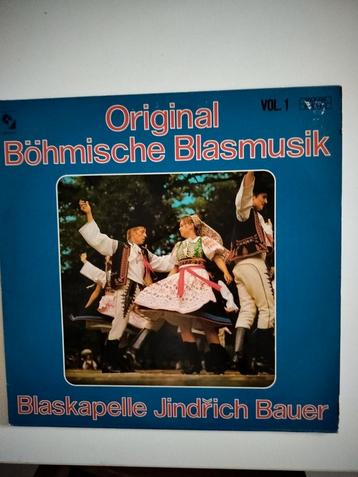 VOL. 1
Original
Böhmische Blasmusik
Blaskapelle Jindřich Bauer